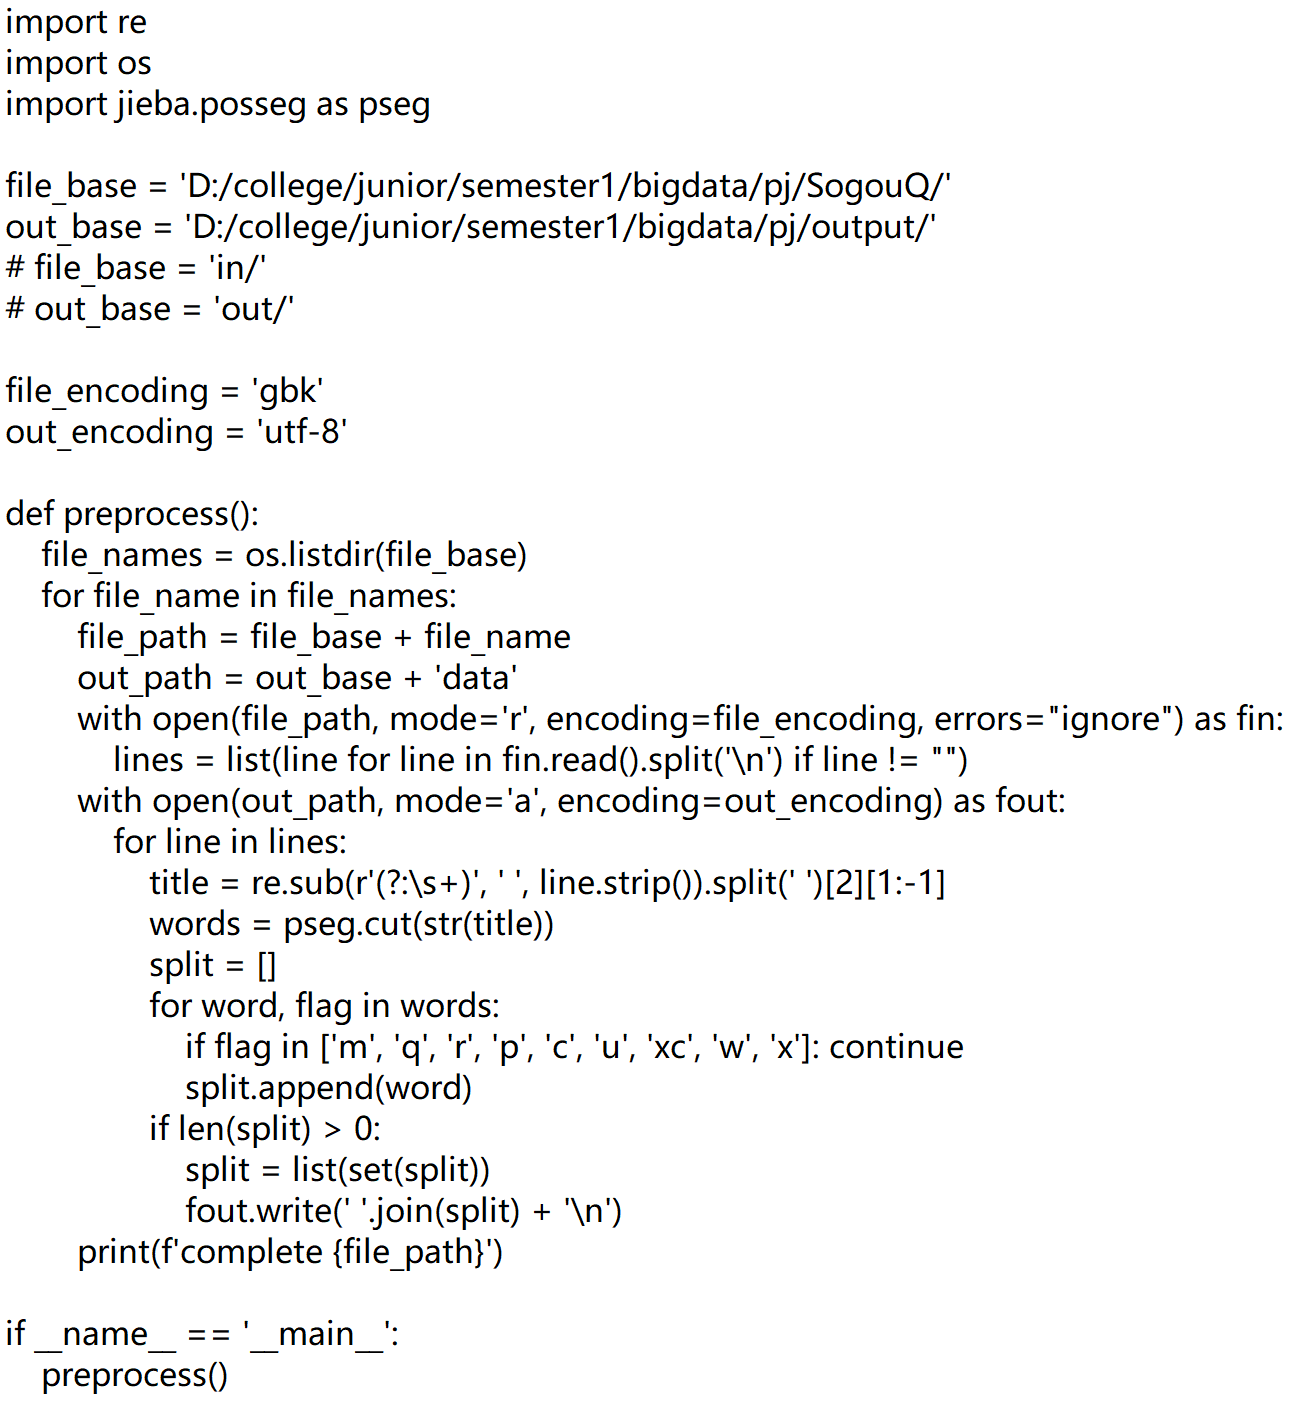 import re
import os
import jieba.posseg as pseg

file_base = 'D:/college/junior/semester1/bigdata/pj/SogouQ/'
out_base = 'D:/college/junior/semester1/bigdata/pj/output/'
# file_base = 'in/'
# out_base = 'out/'

file_encoding = 'gbk'
out_encoding = 'utf-8'

def preprocess():
    file_names = os.listdir(file_base)
    for file_name in file_names:
        file_path = file_base + file_name
        out_path = out_base + 'data'
        with open(file_path, mode='r', encoding=file_encoding, errors="ignore") as fin:
            lines = list(line for line in fin.read().split('\n') if line != "")
        with open(out_path, mode='a', encoding=out_encoding) as fout:
            for line in lines:
                title = re.sub(r'(?:\s+)', ' ', line.strip()).split(' ')[2][1:-1]
                words = pseg.cut(str(title))
                split = []
                for word, flag in words:
                    if flag in ['m', 'q', 'r', 'p', 'c', 'u', 'xc', 'w', 'x']: continue
                    split.append(word)
                if len(split) > 0:
                    split = list(set(split))
                    fout.write(' '.join(split) + '\n')
        print(f'complete {file_path}')

if __name__ == '__main__':
    preprocess()